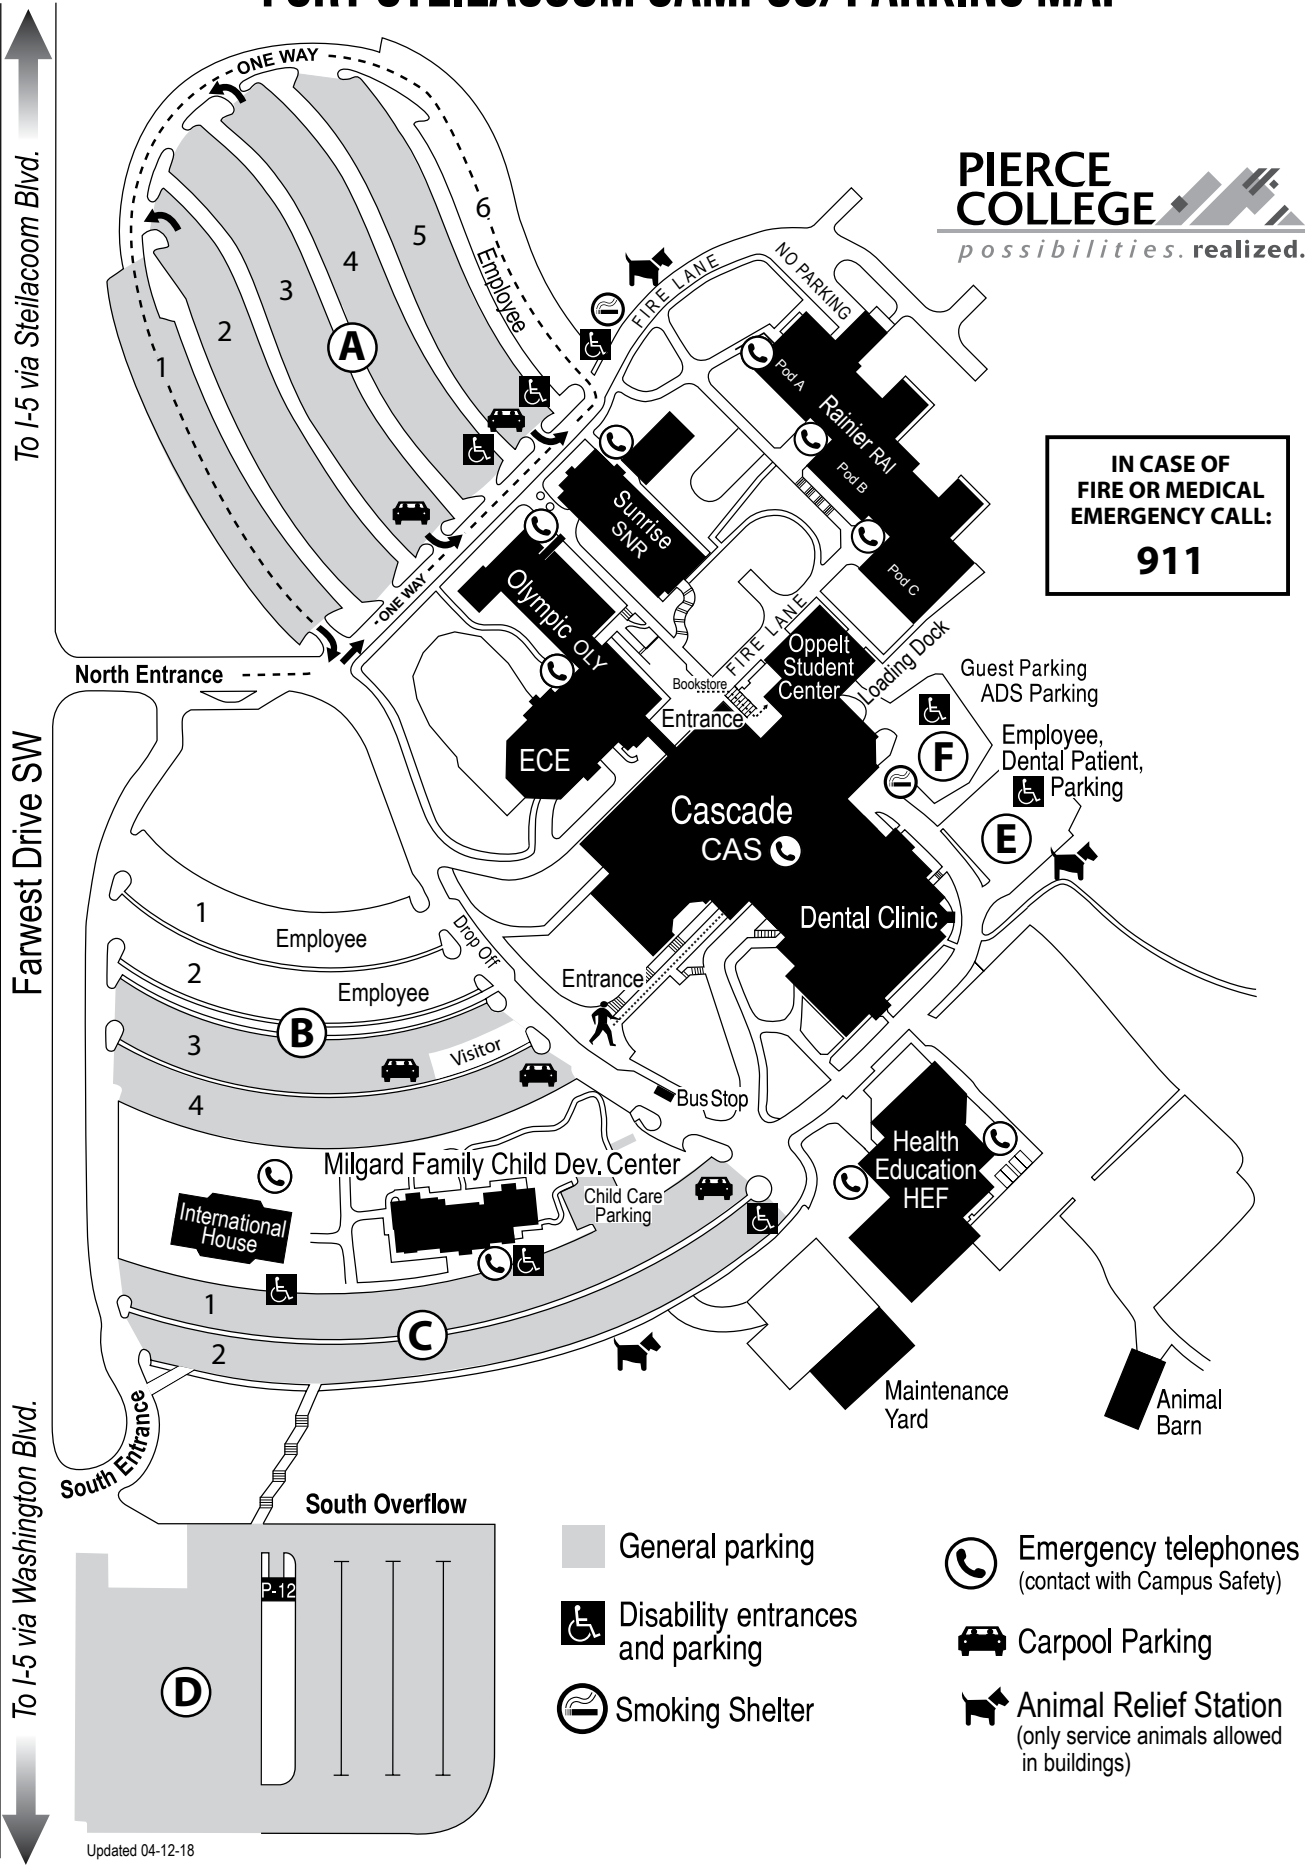 FORT STEILACOOM CAMPUS/PARKING MAP
To I-5 via Steilacoom Blvd.
Farwest Drive SW
To I-5 via Washington Blvd.
PIERCE
COLLEGE
possibilities. realized.
IN CASE OF
FIRE OR MEDICAL
EMERGENCY CALL:
911
ONE WAY
1
2
3
4
5
6
Employee
A
ONE WAY
North Entrance
FIRE LANE
NO PARKING
Pod A
Rainier RAI
Pod B
Pod C
Sunrise
SNR
Olympic OLY
ECE
FIRE LANE
Oppelt
Student
Center
Loading Dock
Bookstore
Entrance
Guest Parking
ADS Parking
F
Employee,
Dental Patient,
Parking
E
Cascade
CAS
Dental Clinic
Drop Off
Entrance
1
Employee
2
Employee
B
3
Visitor
4
Bus Stop
Milgard Family Child Dev. Center
Child Care
Parking
International
House
Health
Education
HEF
1
C
2
Maintenance
Yard
Animal
Barn
South Entrance
South Overflow
P-12
D
General parking
Disability entrances
and parking
Smoking Shelter
Emergency telephones
(contact with Campus Safety)
Carpool Parking
Animal Relief Station
(only service animals allowed
in buildings)
Updated 04-12-18